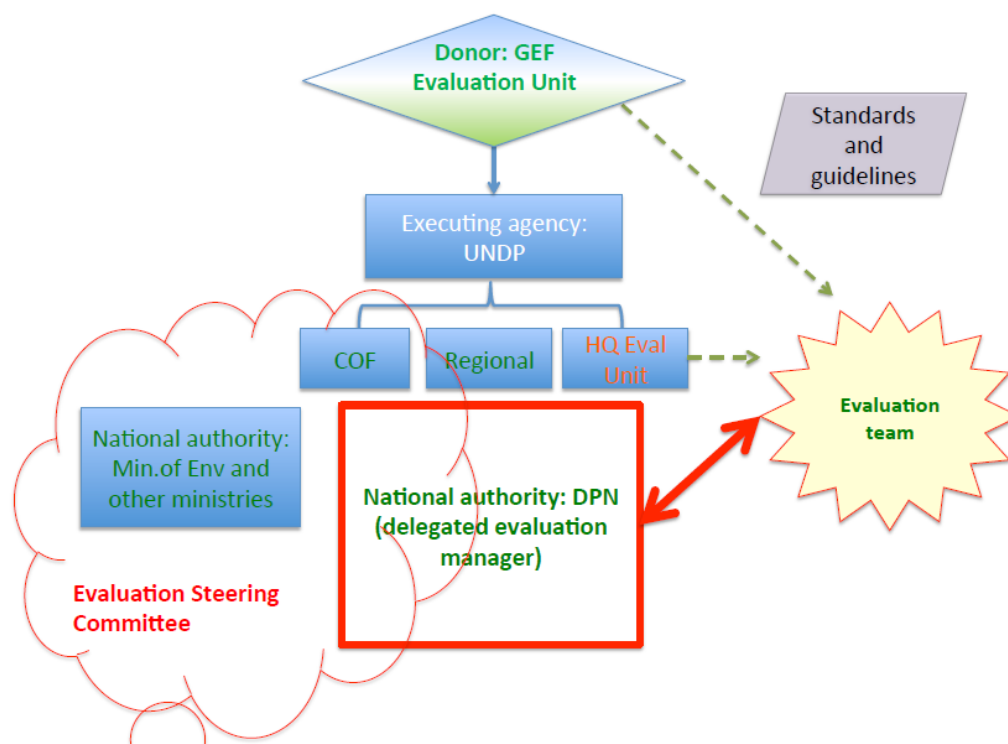 Donor: GEF
Evaluation Unit
Standards
and
guidelines
Executing agency:
UNDP
COF
Regional
HQ Eval
Unit
National authority:
Min.of Env and
other ministries
Evaluation
team
National authority: DPN
(delegated evaluation
manager)
Evaluation Steering
Committee